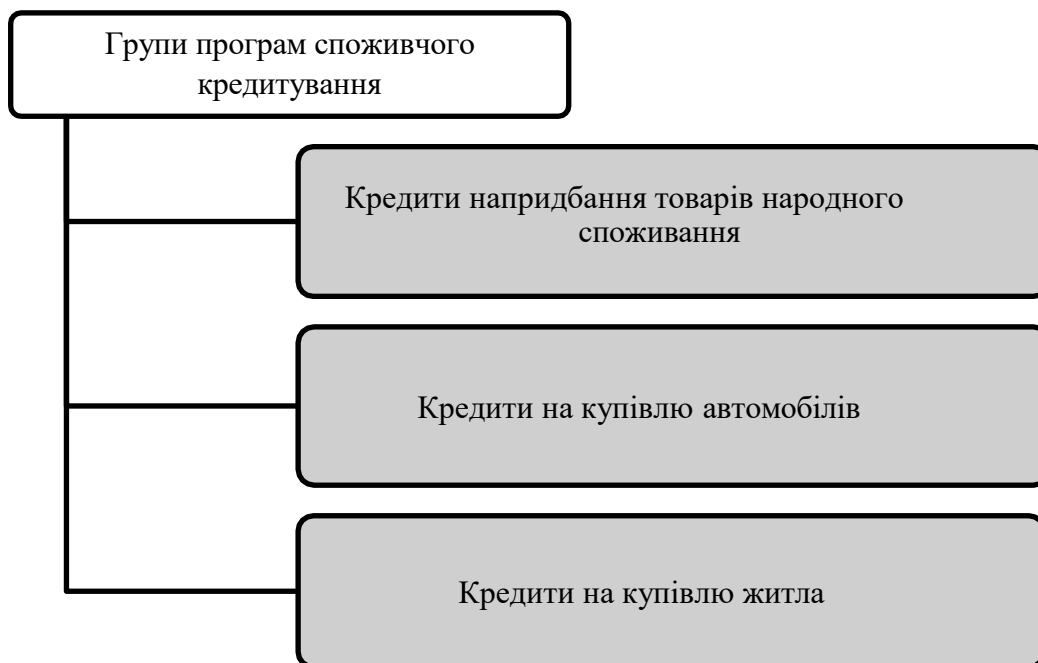 Групи програм споживчого
кредитування
Кредити напридбання товарів народного
споживання
Кредити на купівлю автомобілів
Кредити на купівлю житла